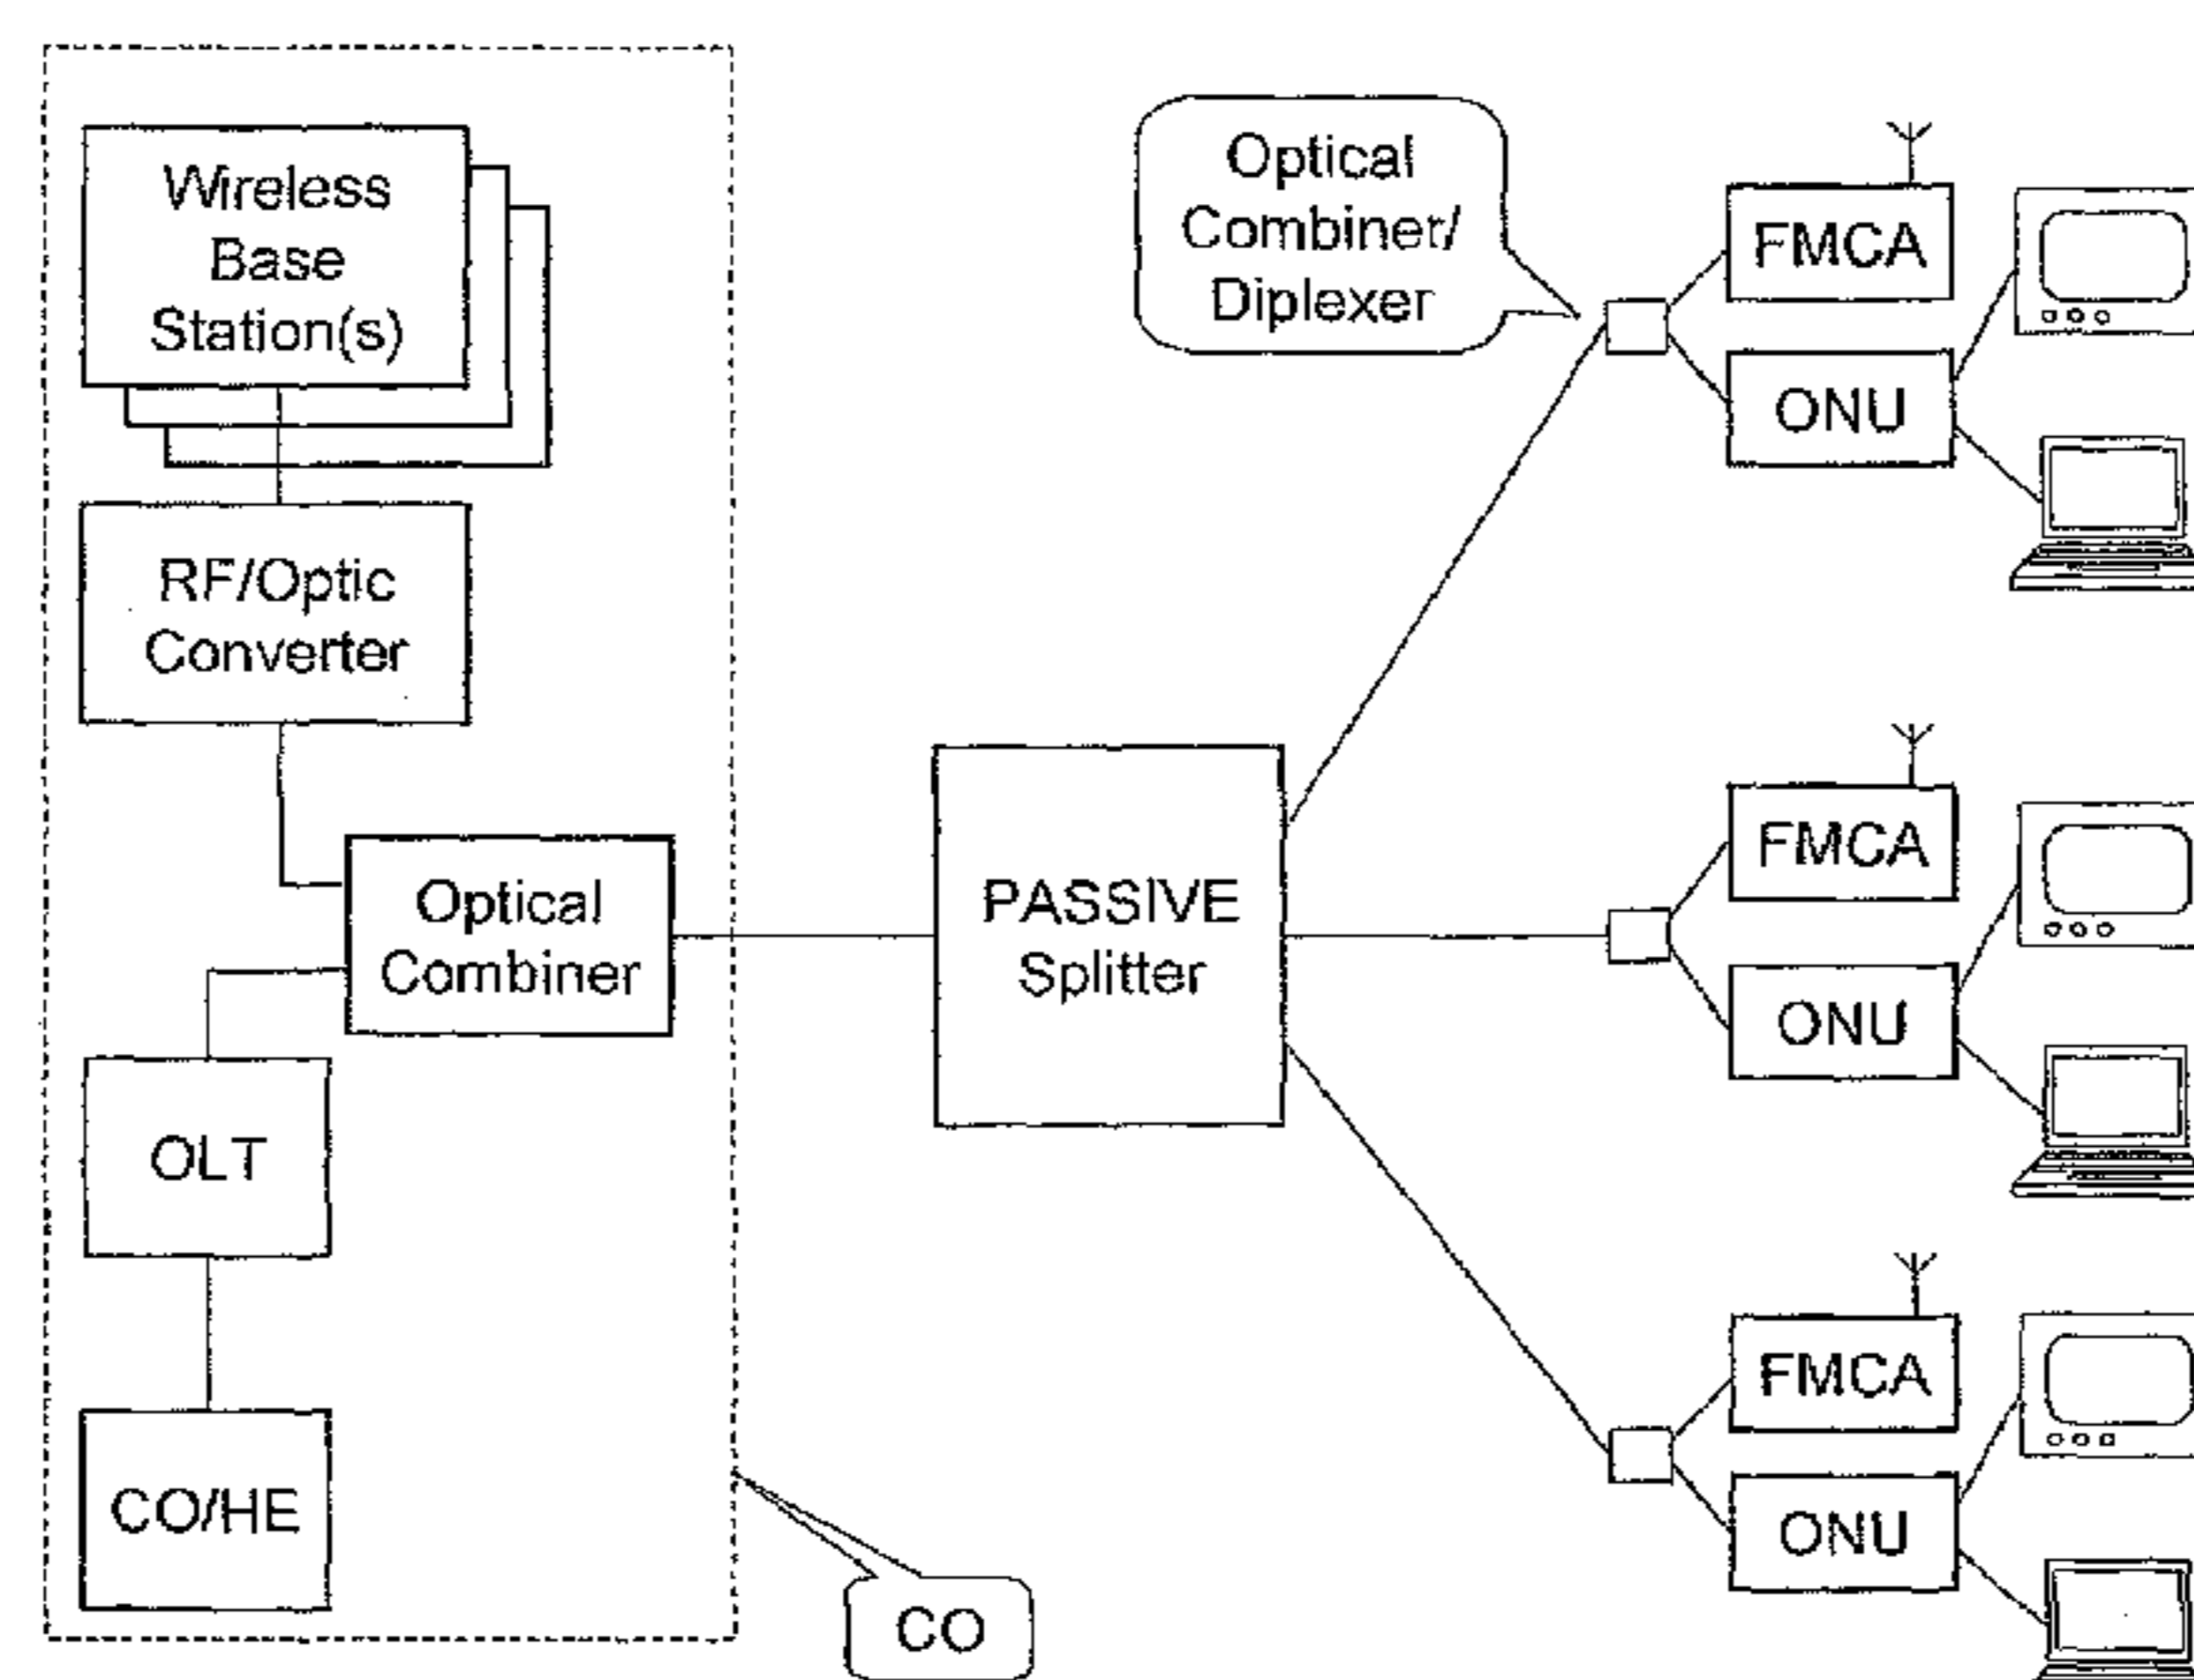 Wireless
Base
Station(s)
RF/Optic
Converter
Optical
Combiner
OLT
CO/HE
CO
PASSIVE
Splitter
Optical
Combiner/
Diplexer
FMCA
ONU
FMCA
ONU
FMCA
ONU